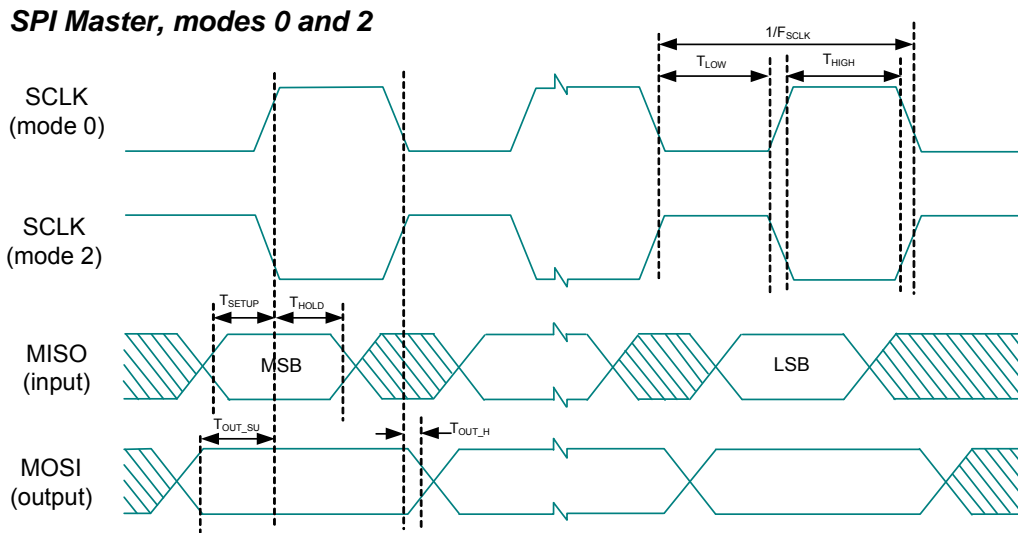 SPI Master, modes 0 and 2
1/FSCLK
TLOW
THIGH
SCLK
(mode 0)
SCLK
(mode 2)
TSETUP
THOLD
MISO
(input)
MSB
LSB
TOUT_SU
TOUT_H
MOSI
(output)